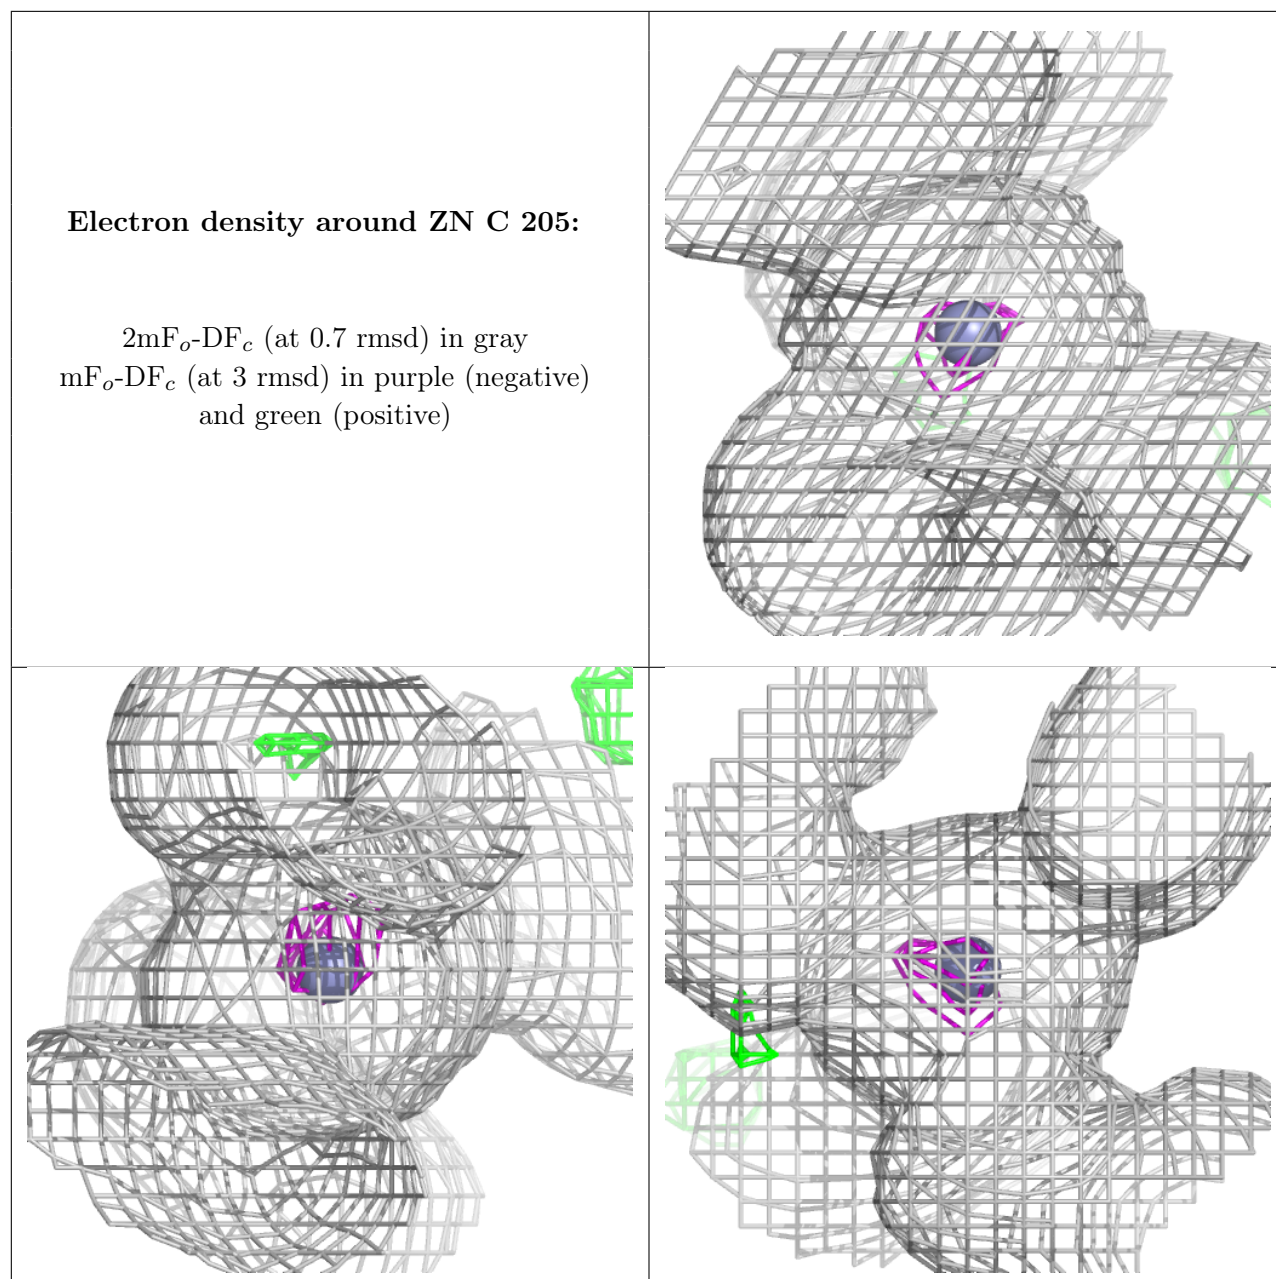 Electron density around ZN C 205:
2mFo-DFc (at 0.7 rmsd) in gray
mFo-DFc (at 3 rmsd) in purple (negative)
and green (positive)